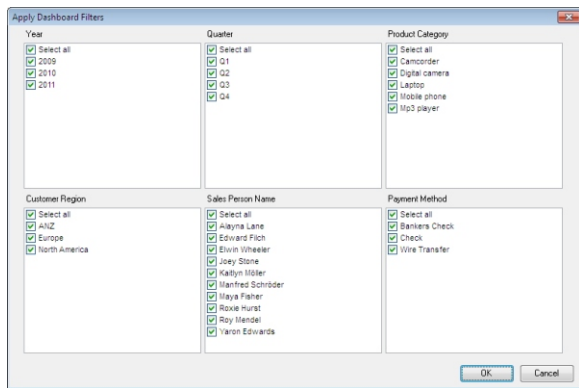 Apply Dashboard Filters
Year
Select all
2009
2010
2011
Quarter
Select all
Q1
Q2
Q3
Q4
Product Category
Select all
Camcorder
Digital camera
Laptop
Mobile phone
Mp3 player
Customer Region
Select all
ANZ
Europe
North America
Sales Person Name
Select all
Alayna Lane
Edward Filch
Elwin Wheeler
Joey Stone
Kaitlyn Möller
Manfred Schröder
Maya Fisher
Roxie Hurst
Roy Mendel
Yaron Edwards
Payment Method
Select all
Bankers Check
Check
Wire Transfer
OK
Cancel